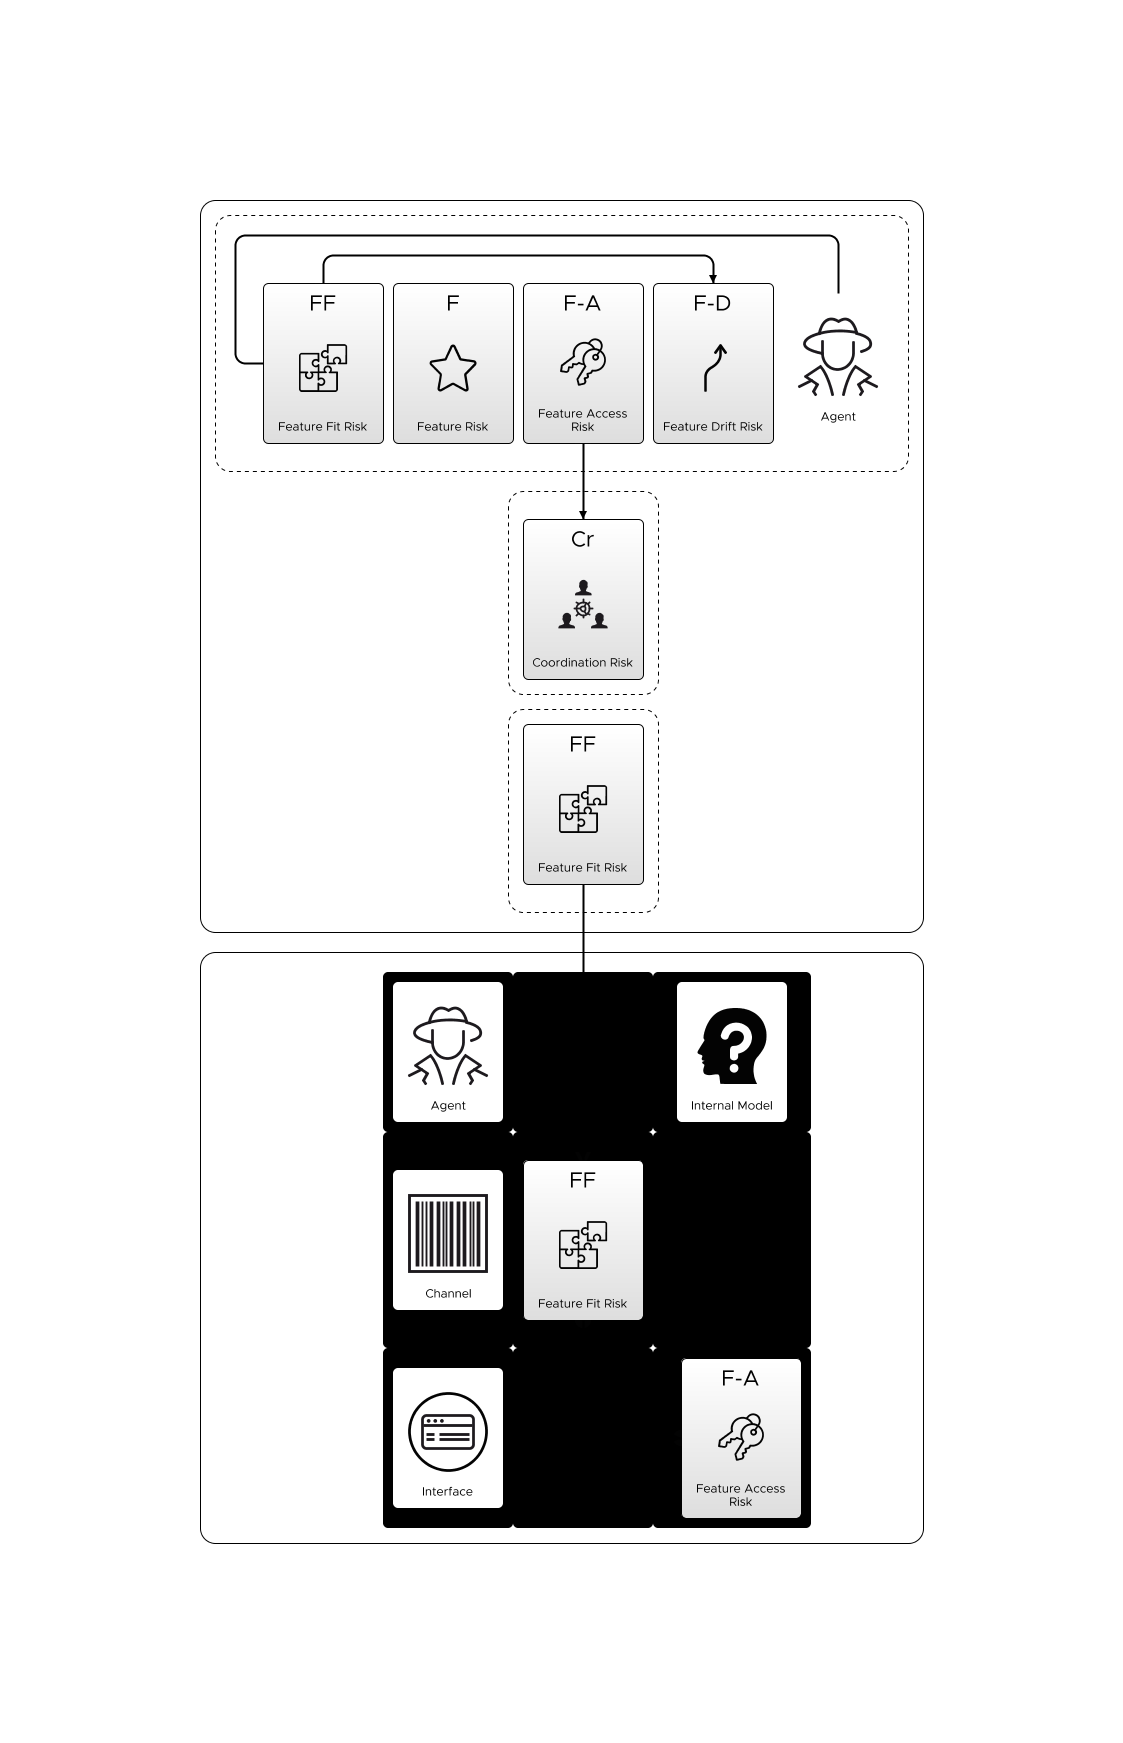 FF
Feature Fit Risk
F
Feature Risk
F-A
Feature Access
Risk
F-D
Feature Drift Risk
Agent
Cr
Coordination Risk
FF
Feature Fit Risk
Agent
Internal Model
Channel
FF
Feature Fit Risk
Interface
F-A
Feature Access
Risk